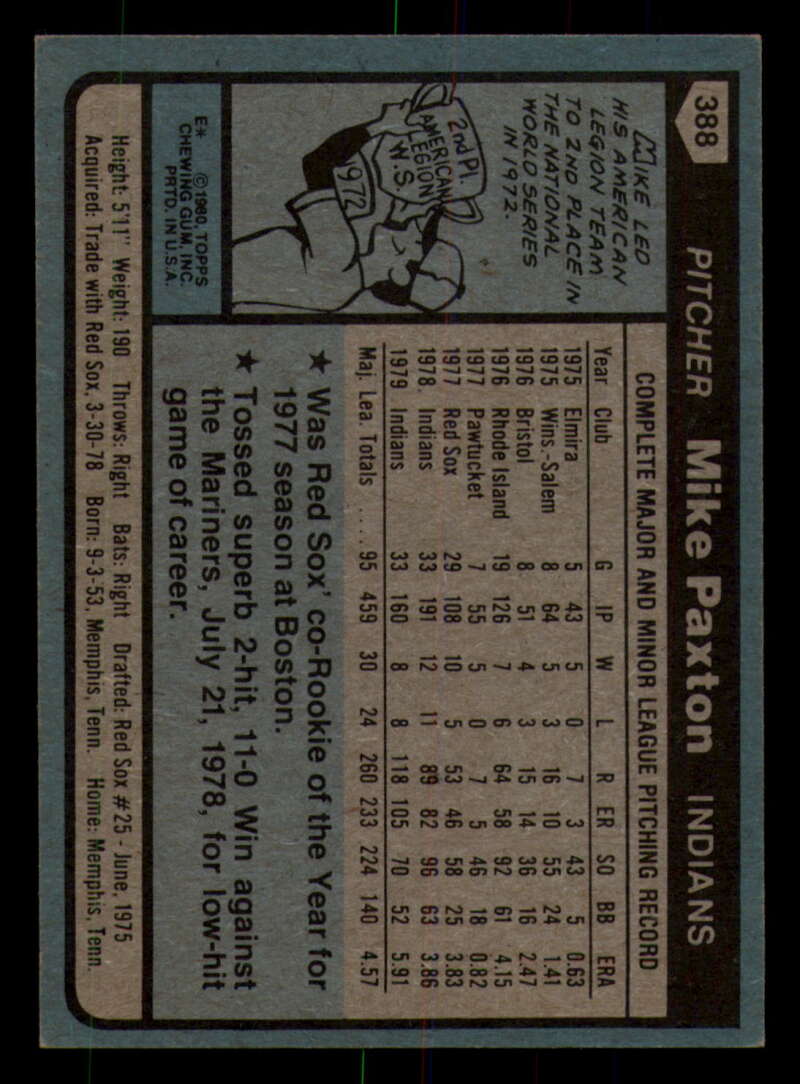 388
PITCHER Mike Paxton INDIANS
MIKE LED
HIS AMERICAN
LEGION TEAM
TO 2ND PLACE IN
THE NATIONAL
WORLD SERIES
IN 1972.
2nd Pl.
AMERICAN
LEGION
W.S.
1972
E* © 1980 TOPPS
CHEWING GUM, INC.
PRTD. IN U.S.A.
COMPLETE MAJOR AND MINOR LEAGUE PITCHING RECORD
Year Club G IP W L R ER SO BB ERA
1975 Elmira 5 43 5 0 7 3 43 5 0.63
1975 Wins.-Salem 8 64 5 3 16 10 55 24 1.41
1976 Bristol 8 51 4 3 15 14 36 16 2.47
1976 Rhode Island 19 126 7 6 64 58 92 61 4.15
1977 Pawtucket 7 55 5 0 7 5 46 18 0.82
1977 Red Sox 29 108 10 5 53 46 58 25 3.83
1978 Indians 33 191 12 11 89 82 96 63 3.86
1979 Indians 33 160 8 8 118 105 70 52 5.91
Maj. Lea. Totals .... 95 459 30 24 260 233 224 140 4.57
★ Was Red Sox' co-Rookie of the Year for
1977 season at Boston.
★ Tossed superb 2-hit, 11-0 Win against
the Mariners, July 21, 1978, for low-hit
game of career.
Height: 5'11" Weight: 190 Throws: Right Bats: Right Drafted: Red Sox #25 - June, 1975
Acquired: Trade with Red Sox, 3-30-78 Born: 9-3-53, Memphis, Tenn. Home: Memphis, Tenn.